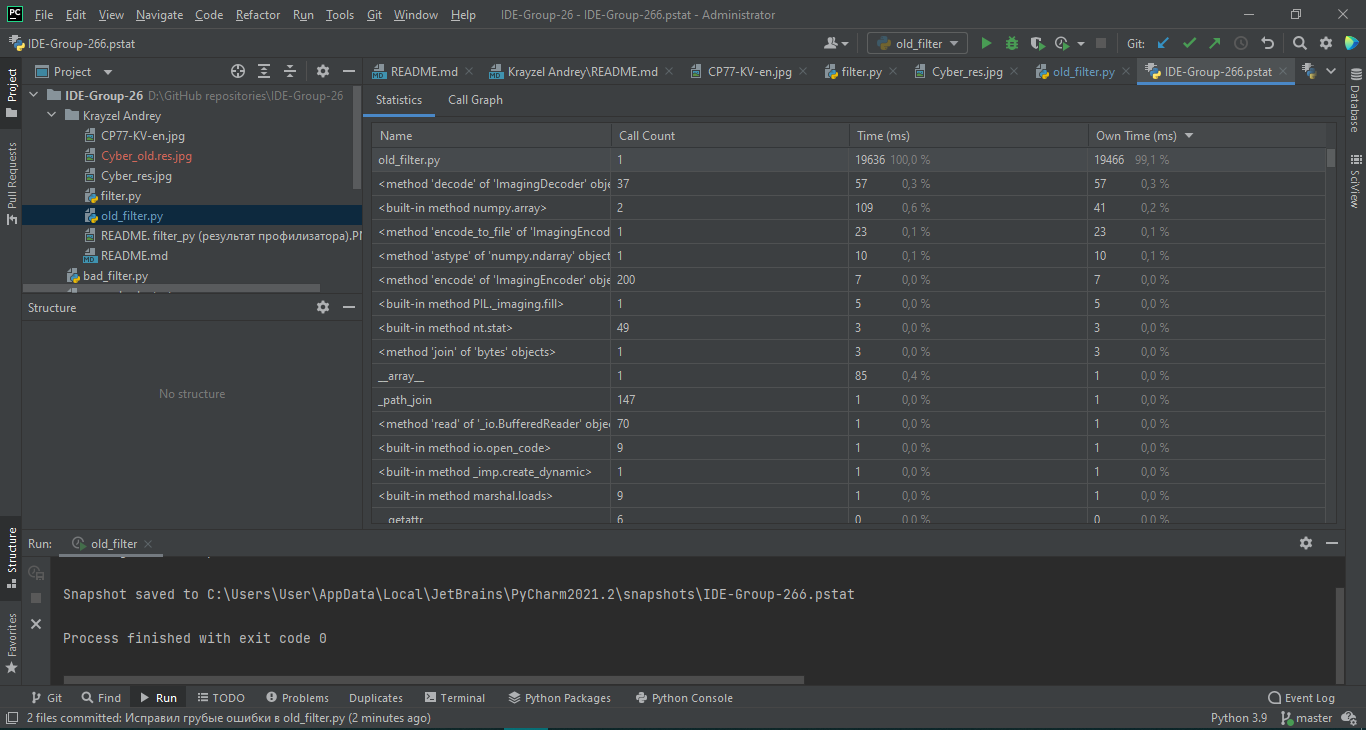 PC File Edit View Navigate Code Refactor Run Tools Git Window Help IDE-Group-26 - IDE-Group-266.pstat - Administrator
IDE-Group-266.pstat old_filter Git:
Project
README.md Krayzel Andrey\README.md CP77-KV-en.jpg filter.py Cyber_res.jpg old_filter.py IDE-Group-266.pstat
IDE-Group-26 D:\GitHub repositories\IDE-Group-26
Krayzel Andrey
CP77-KV-en.jpg
Cyber_old.res.jpg
Cyber_res.jpg
filter.py
old_filter.py
README. filter_py (результат профилизатора).P
README.md
bad_filter.py
Structure
No structure
Project
Pull Requests
Structure
Favorites
Database
SciView
Statistics Call Graph
Name Call Count Time (ms) Own Time (ms)
old_filter.py 1 19636 100,0 % 19466 99,1 %
<method 'decode' of 'ImagingDecoder' obje 37 57 0,3 % 57 0,3 %
<built-in method numpy.array> 2 109 0,6 % 41 0,2 %
<method 'encode_to_file' of 'ImagingEncod 1 23 0,1 % 23 0,1 %
<method 'astype' of 'numpy.ndarray' object 1 10 0,1 % 10 0,1 %
<method 'encode' of 'ImagingEncoder' obje 200 7 0,0 % 7 0,0 %
<built-in method PIL._imaging.fill> 1 5 0,0 % 5 0,0 %
<built-in method nt.stat> 49 3 0,0 % 3 0,0 %
<method 'join' of 'bytes' objects> 1 3 0,0 % 3 0,0 %
__array__ 1 85 0,4 % 1 0,0 %
_path_join 147 1 0,0 % 1 0,0 %
<method 'read' of '_io.BufferedReader' obje 70 1 0,0 % 1 0,0 %
<built-in method io.open_code> 9 1 0,0 % 1 0,0 %
<built-in method _imp.create_dynamic> 1 1 0,0 % 1 0,0 %
<built-in method marshal.loads> 9 1 0,0 % 1 0,0 %
__getattr__ 6 0 0,0 % 0 0,0 %
Run: old_filter
Snapshot saved to C:\Users\User\AppData\Local\JetBrains\PyCharm2021.2\snapshots\IDE-Group-266.pstat
Process finished with exit code 0
Git Find Run TODO Problems Duplicates Terminal Python Packages Python Console Event Log
2 files committed: Исправил грубые ошибки в old_filter.py (2 minutes ago) Python 3.9 master